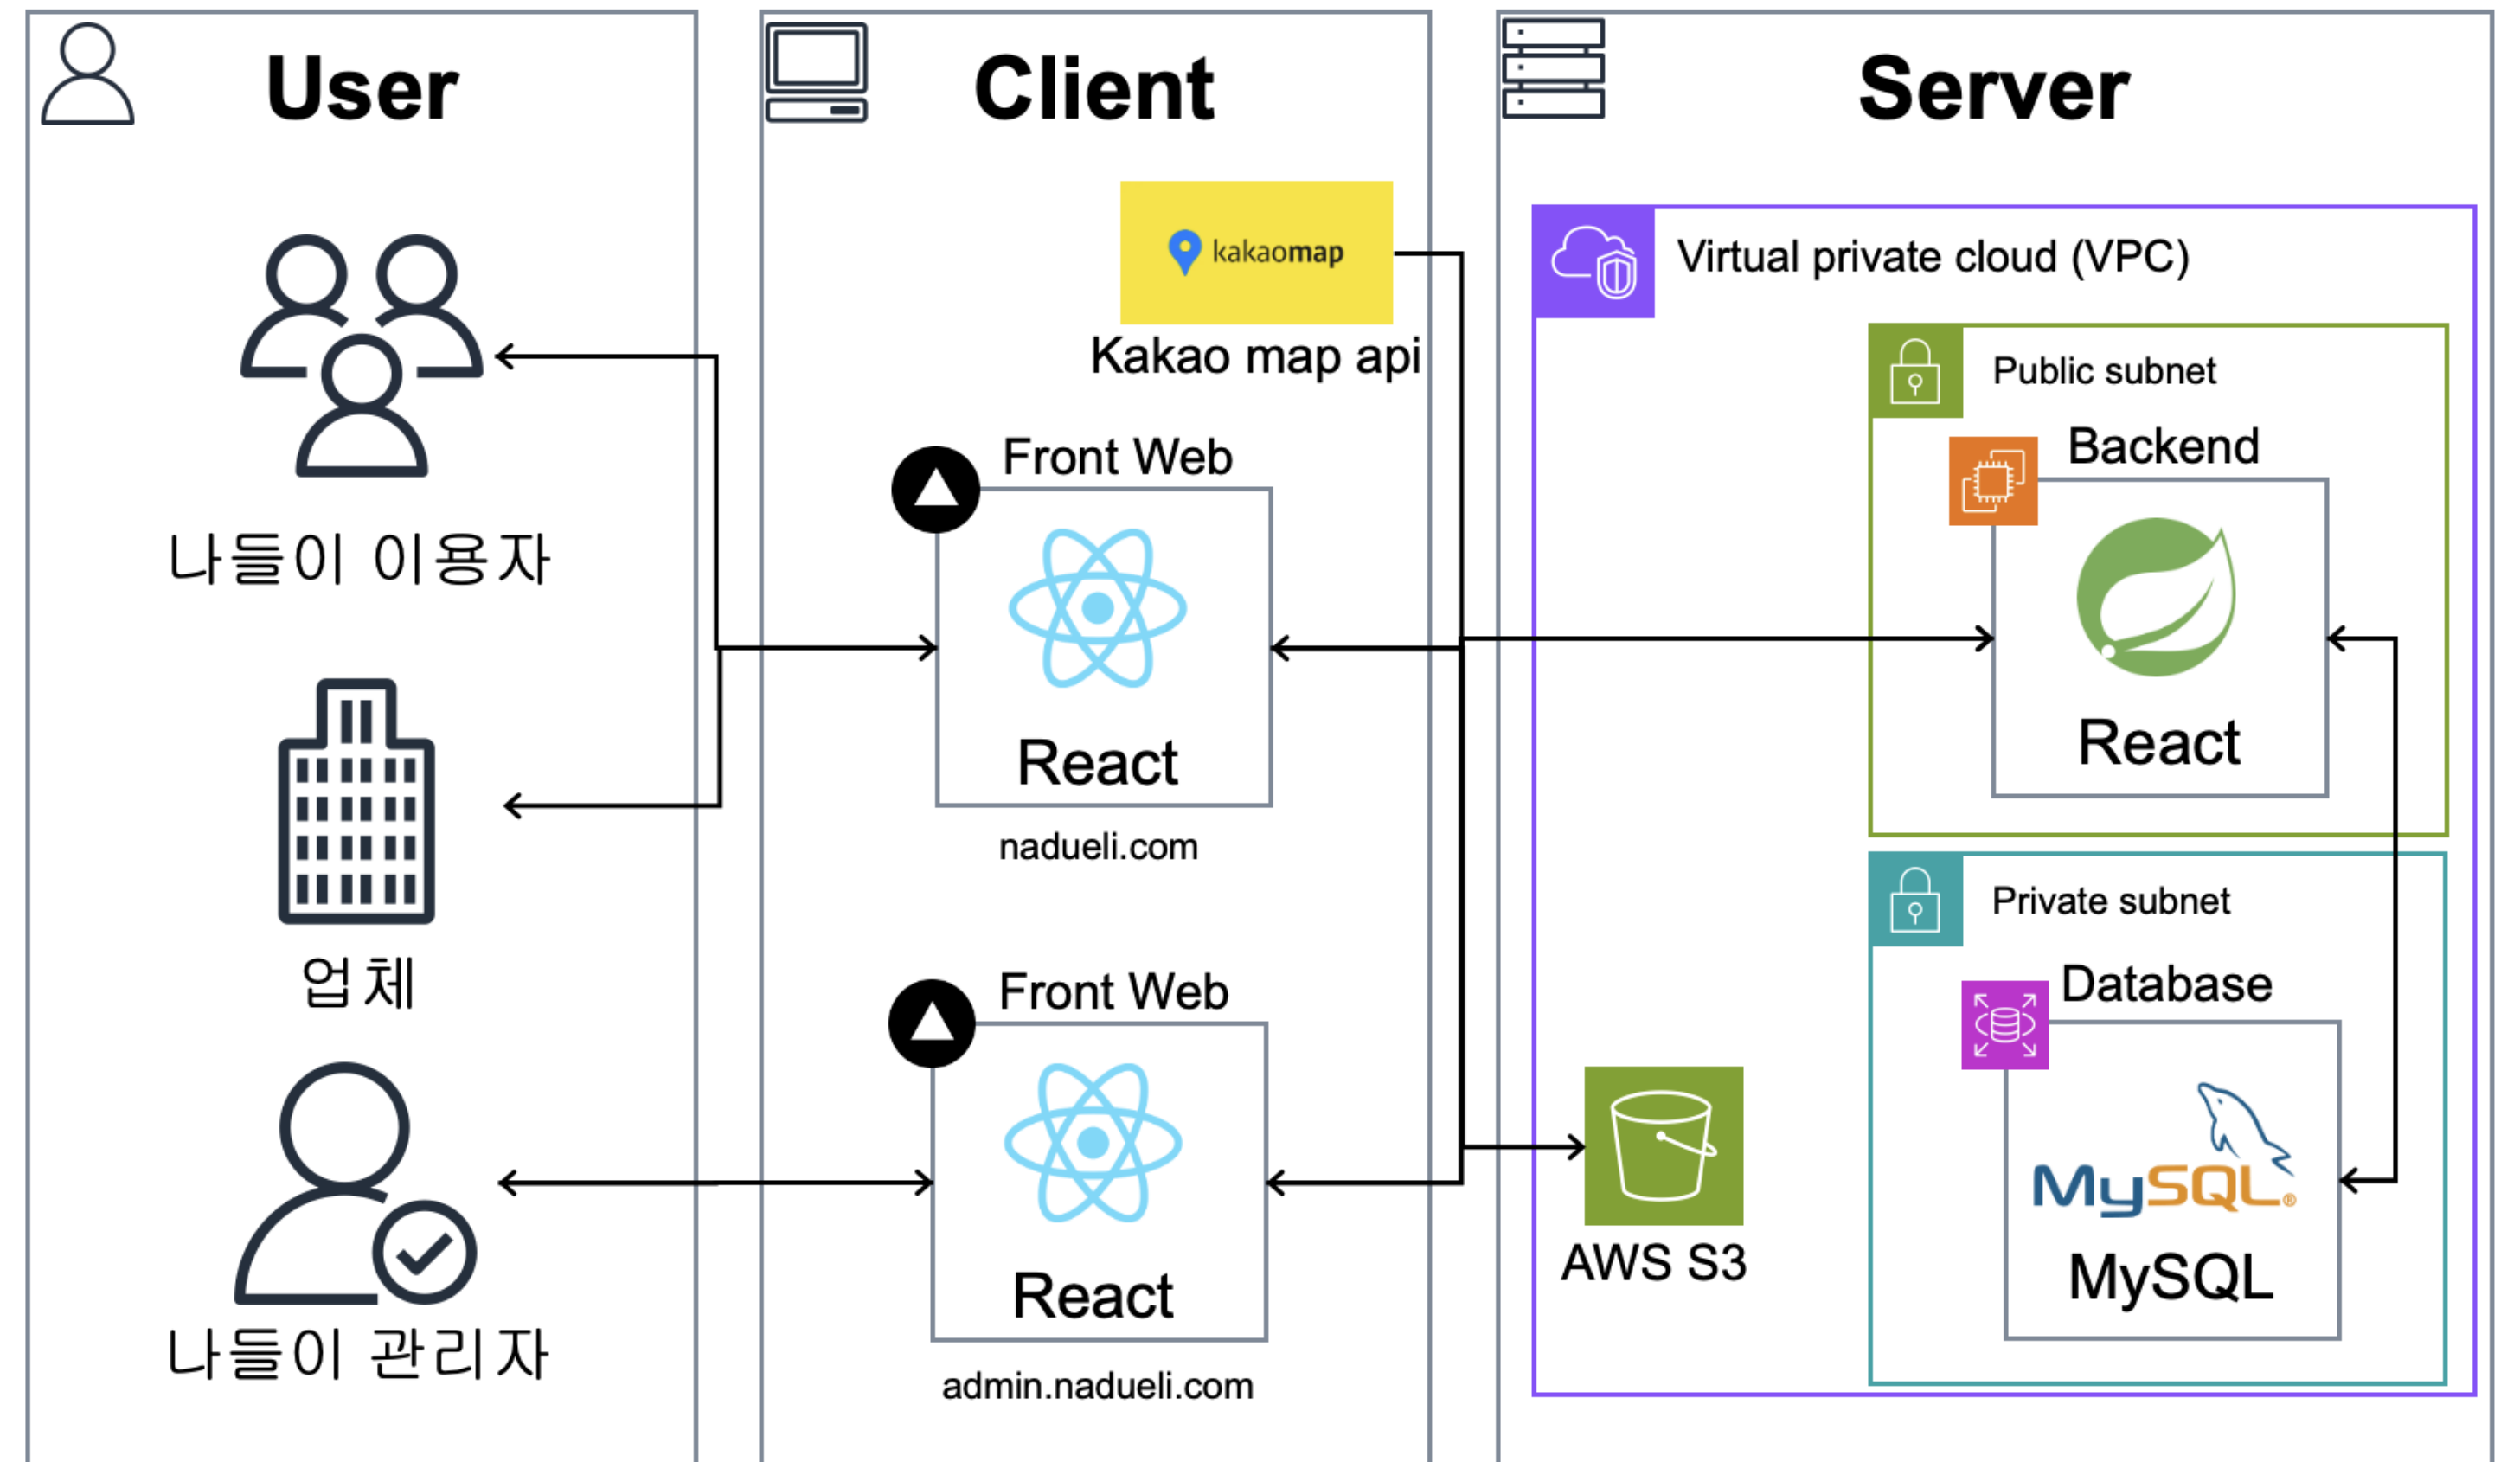 User
나들이 이용자
업체
나들이 관리자
Client
kakaomap
Kakao map api
Front Web
React
nadueli.com
Front Web
React
admin.nadueli.com
Server
Virtual private cloud (VPC)
Public subnet
Backend
React
Private subnet
Database
MySQL®
MySQL
AWS S3